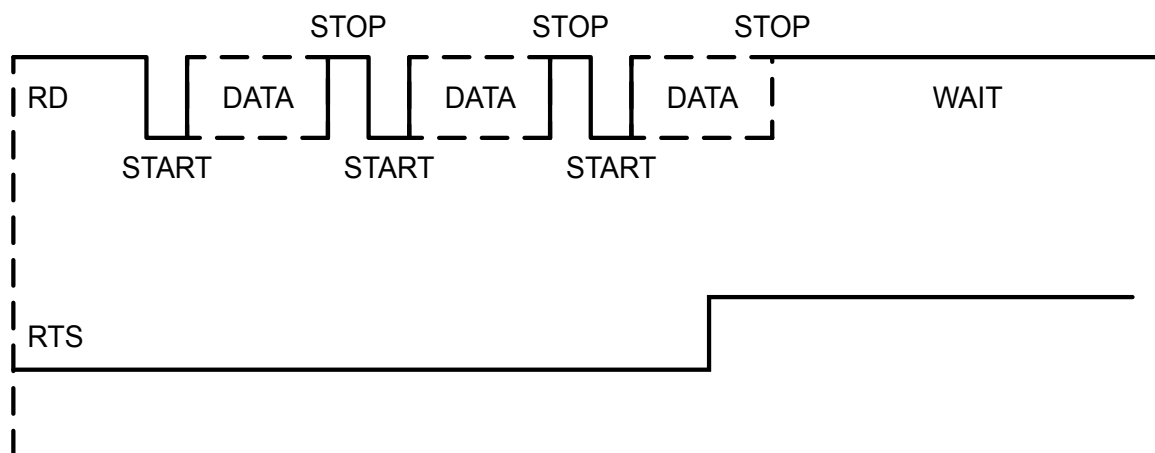 STOP STOP STOP
RD DATA DATA DATA WAIT
START START START
RTS